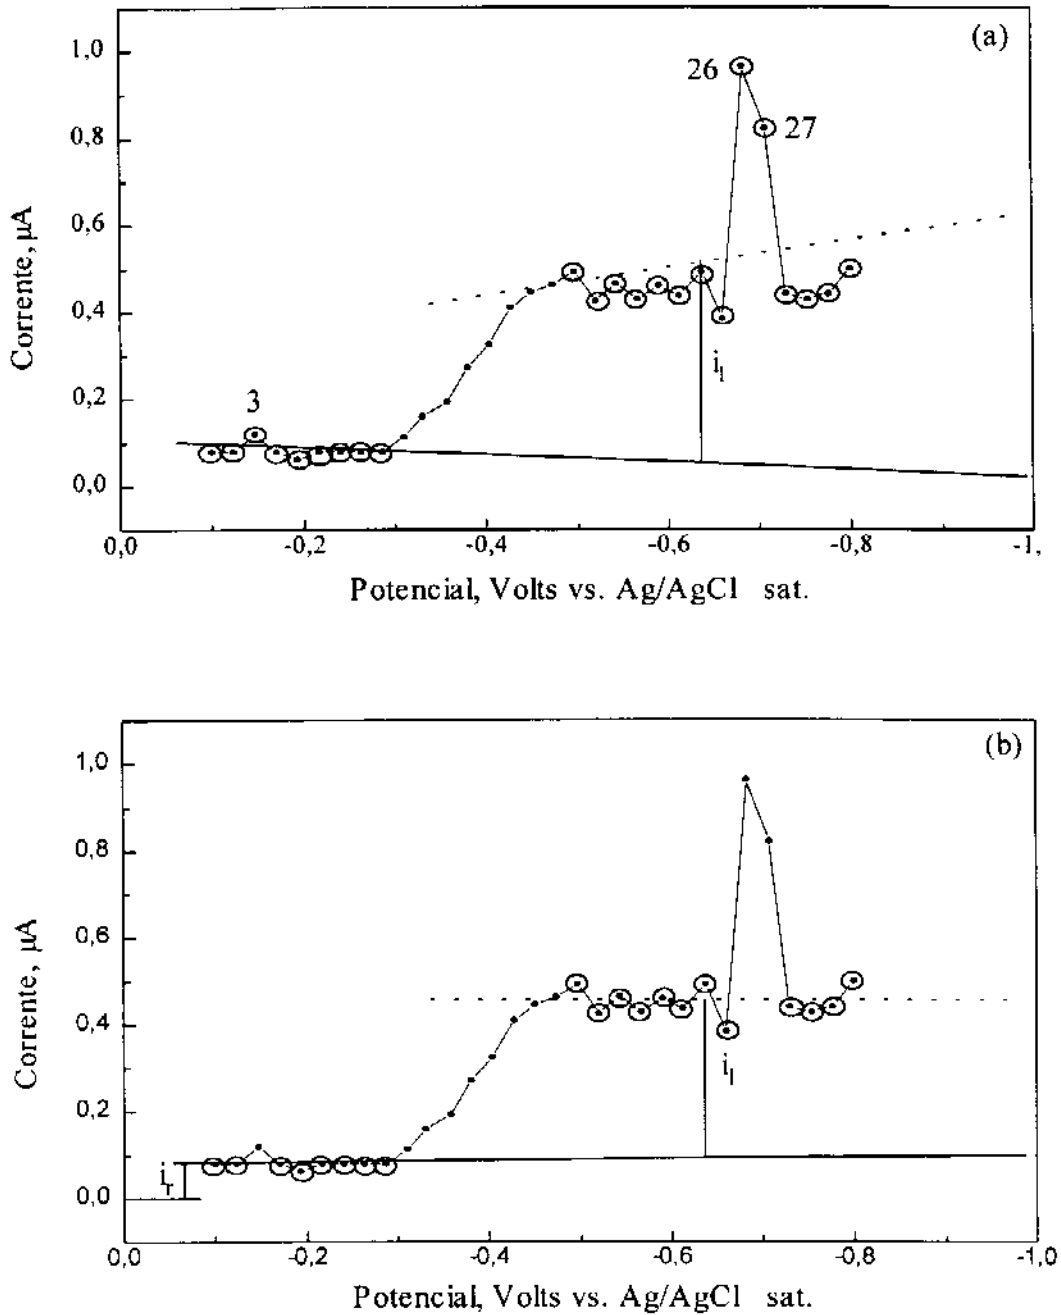 (a)
1,0
26
27
0,8
0,6
Corrente, µA
0,4
i_l
0,2
3
0,0
0,0 -0,2 -0,4 -0,6 -0,8 -1,
Potencial, Volts vs. Ag/AgCl sat.
(b)
1,0
0,8
0,6
Corrente, µA
0,4
i_l
0,2
i_r
0,0
0,0 -0,2 -0,4 -0,6 -0,8 -1,0
Potencial, Volts vs. Ag/AgCl sat.